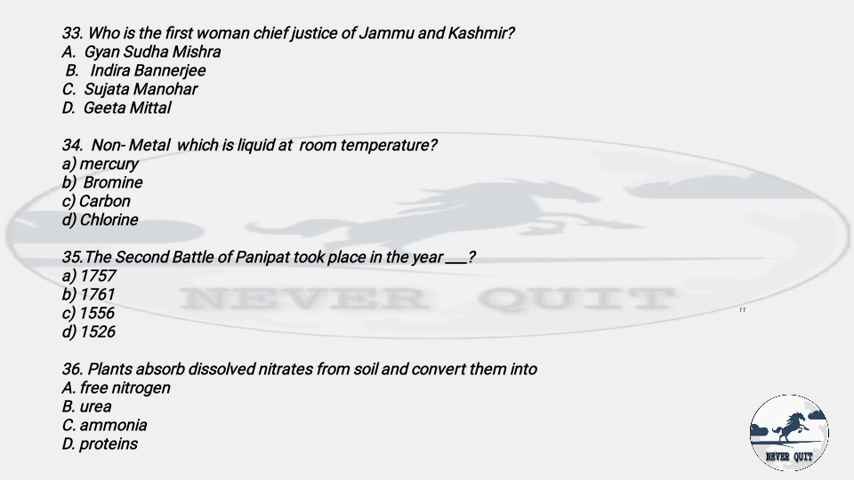 33. Who is the first woman chief justice of Jammu and Kashmir?
A. Gyan Sudha Mishra
B. Indira Bannerjee
C. Sujata Manohar
D. Geeta Mittal
34. Non- Metal which is liquid at room temperature?
a) mercury
b) Bromine
c) Carbon
d) Chlorine
35.The Second Battle of Panipat took place in the year ___?
a) 1757
b) 1761
c) 1556
d) 1526
NEVER QUIT
11
36. Plants absorb dissolved nitrates from soil and convert them into
A. free nitrogen
B. urea
C. ammonia
D. proteins
NEVER QUIT